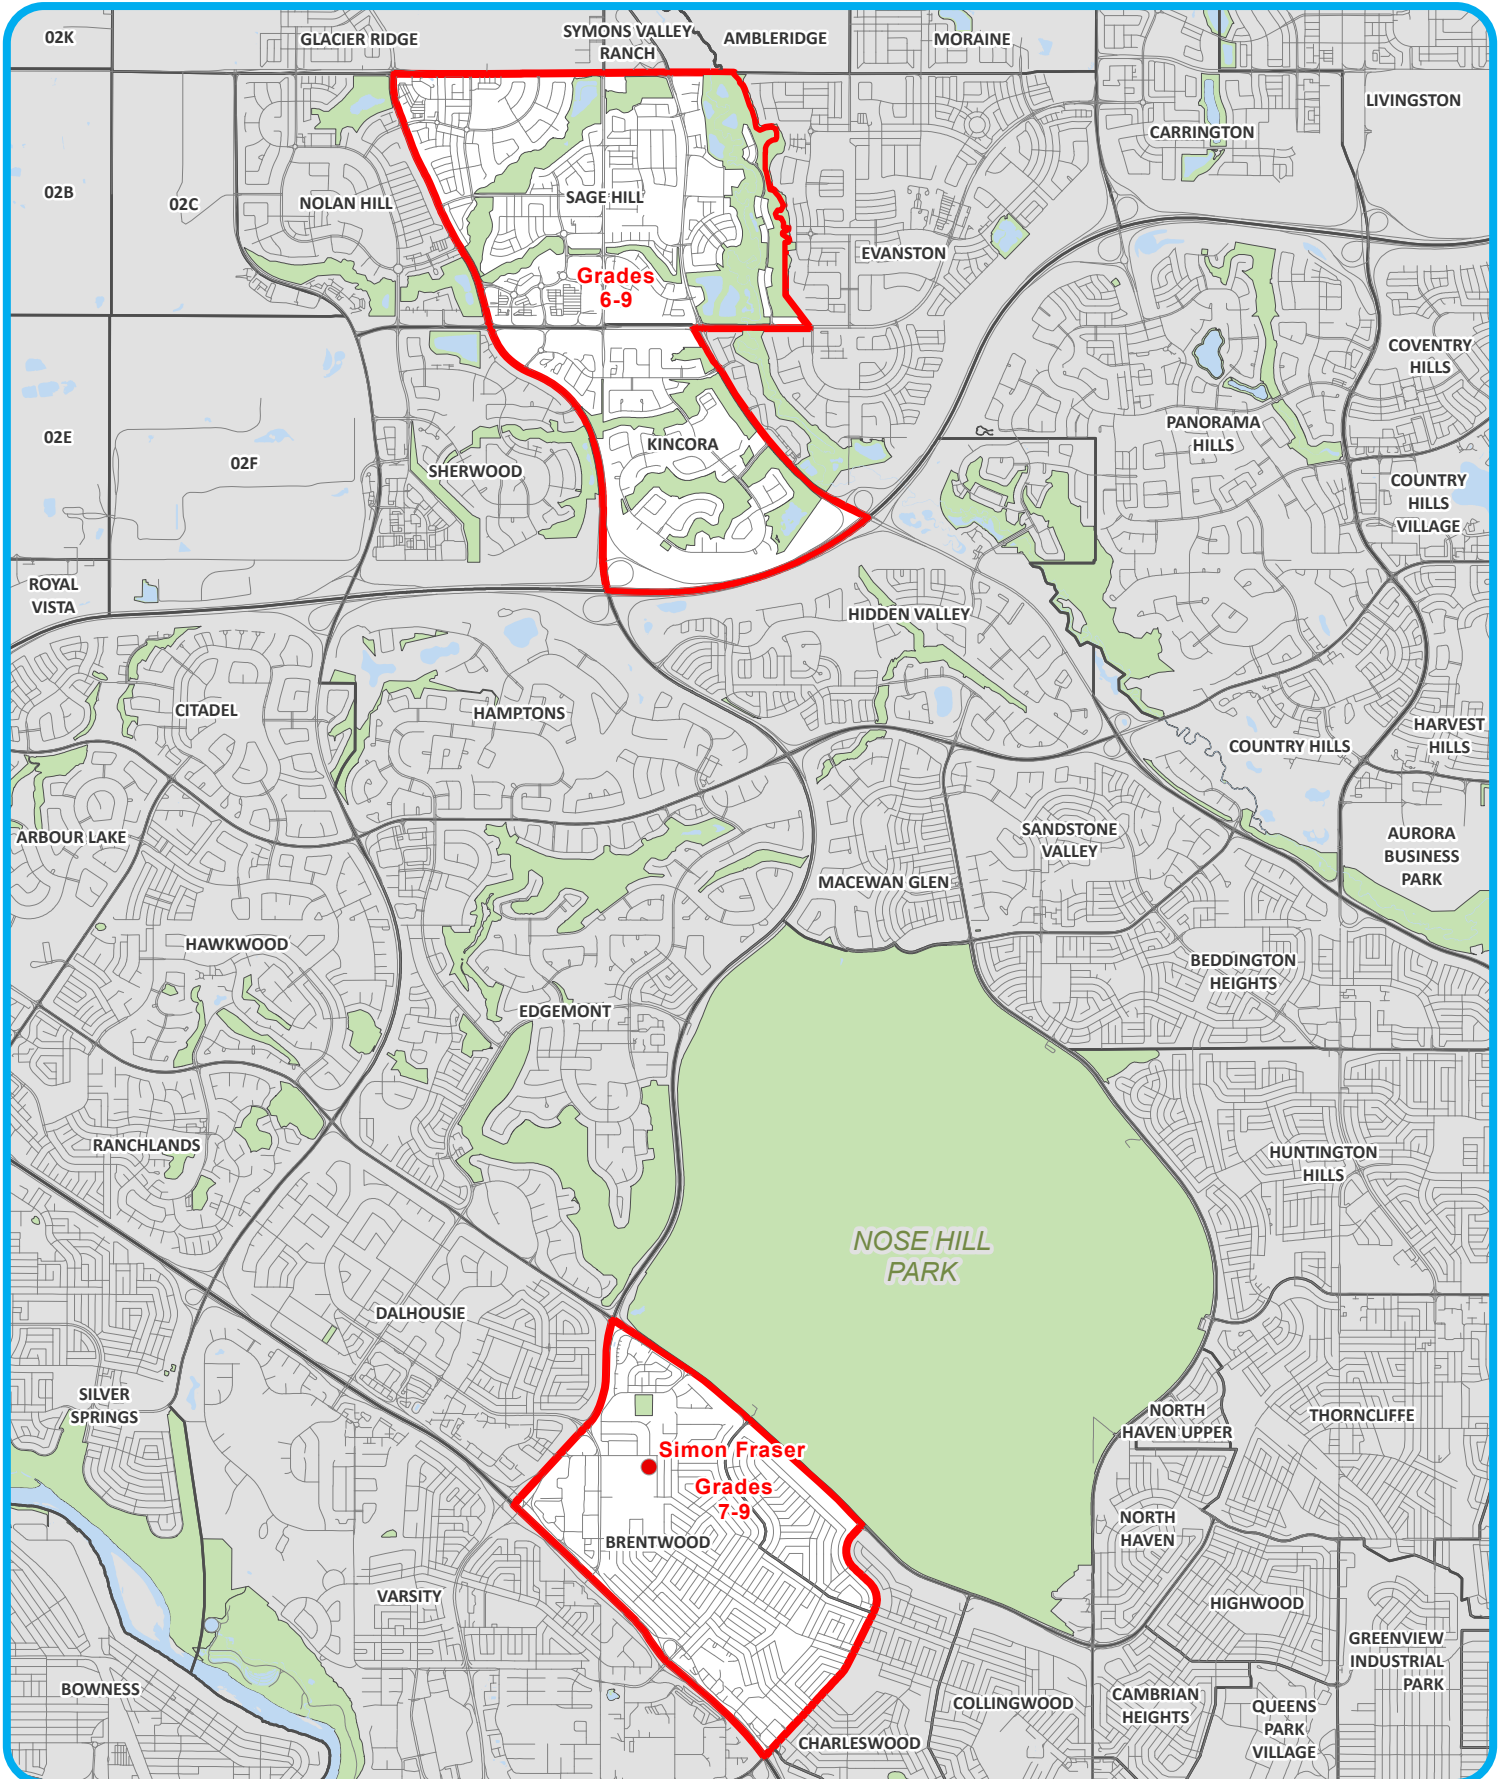 02K
GLACIER RIDGE
SYMONS VALLEY
RANCH
AMBLERIDGE
MORAINE
LIVINGSTON
CARRINGTON
02B
02C
NOLAN HILL
SAGE HILL
EVANSTON
Grades
6-9
COVENTRY
HILLS
PANORAMA
HILLS
02E
02F
SHERWOOD
KINCORA
COUNTRY
HILLS
VILLAGE
ROYAL
VISTA
HIDDEN VALLEY
CITADEL
HAMPTONS
COUNTRY HILLS
HARVEST
HILLS
ARBOUR LAKE
SANDSTONE
VALLEY
AURORA
BUSINESS
PARK
MACEWAN GLEN
HAWKWOOD
BEDDINGTON
HEIGHTS
EDGEMONT
RANCHLANDS
HUNTINGTON
HILLS
NOSE HILL
PARK
DALHOUSIE
SILVER
SPRINGS
NORTH
HAVEN UPPER
THORNCLIFFE
Simon Fraser
Grades
7-9
BRENTWOOD
NORTH
HAVEN
VARSITY
HIGHWOOD
GREENVIEW
INDUSTRIAL
PARK
BOWNESS
COLLINGWOOD
CAMBRIAN
HEIGHTS
QUEENS
PARK
VILLAGE
CHARLESWOOD